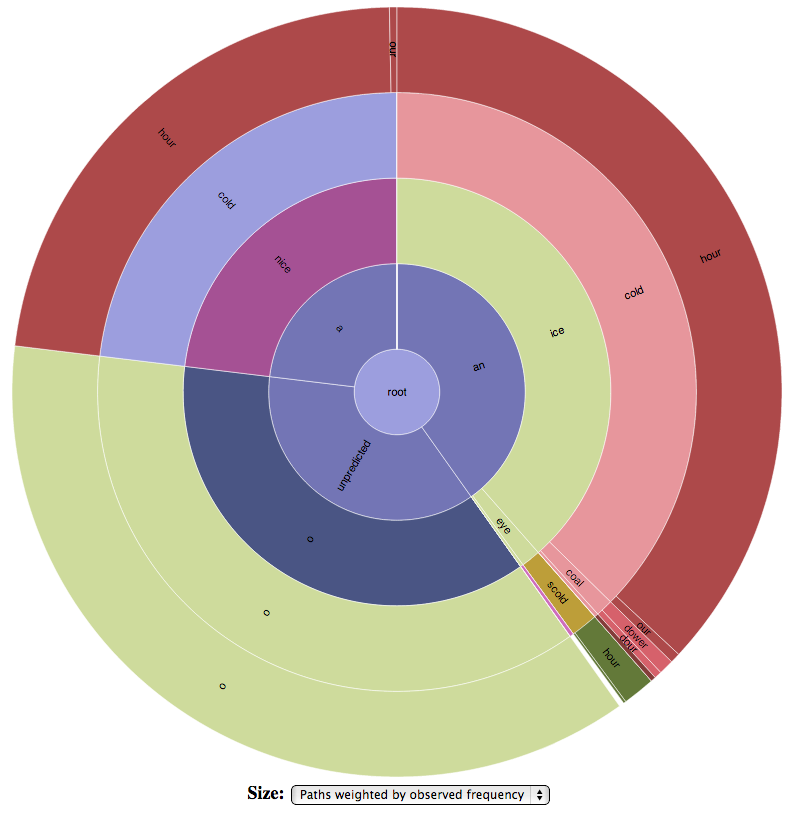 our
hour
cold
nice
a
hour
cold
ice
an
root
unpredicted
o
o
o
eye
scold
hour
coal
our
dower
dour
Size: Paths weighted by observed frequency